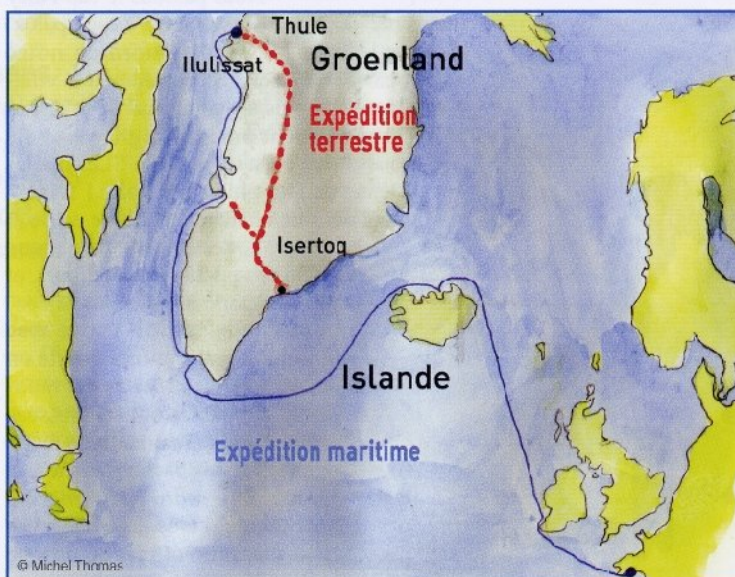 Thule
Ilulissat
Groenland
Expédition
terrestre
Isertoq
Islande
Expédition maritime
© Michel Thomas